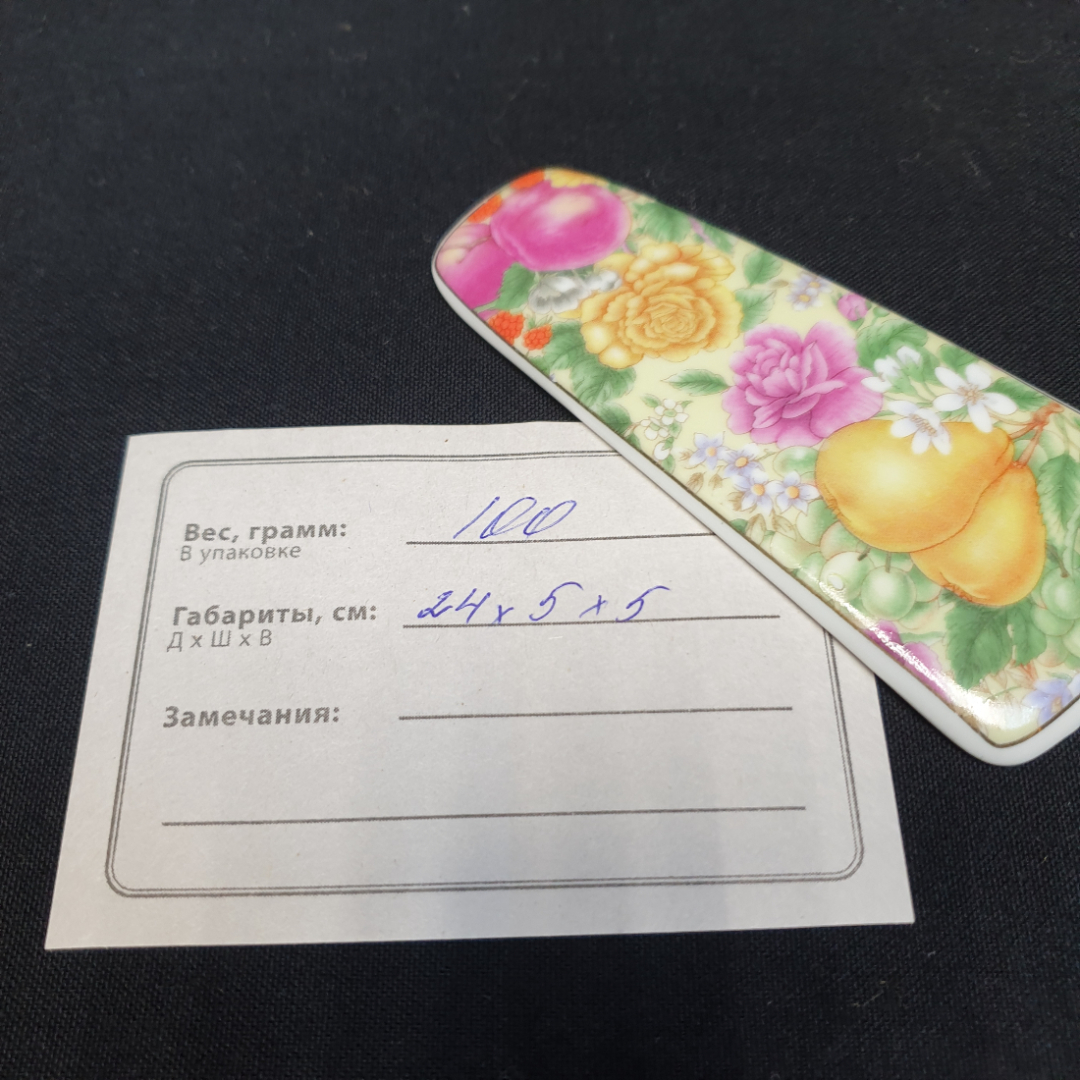 Вес, грамм: 100
В упаковке
Габариты, см: 24 x 5 x 5
Д х Ш х В
Замечания: